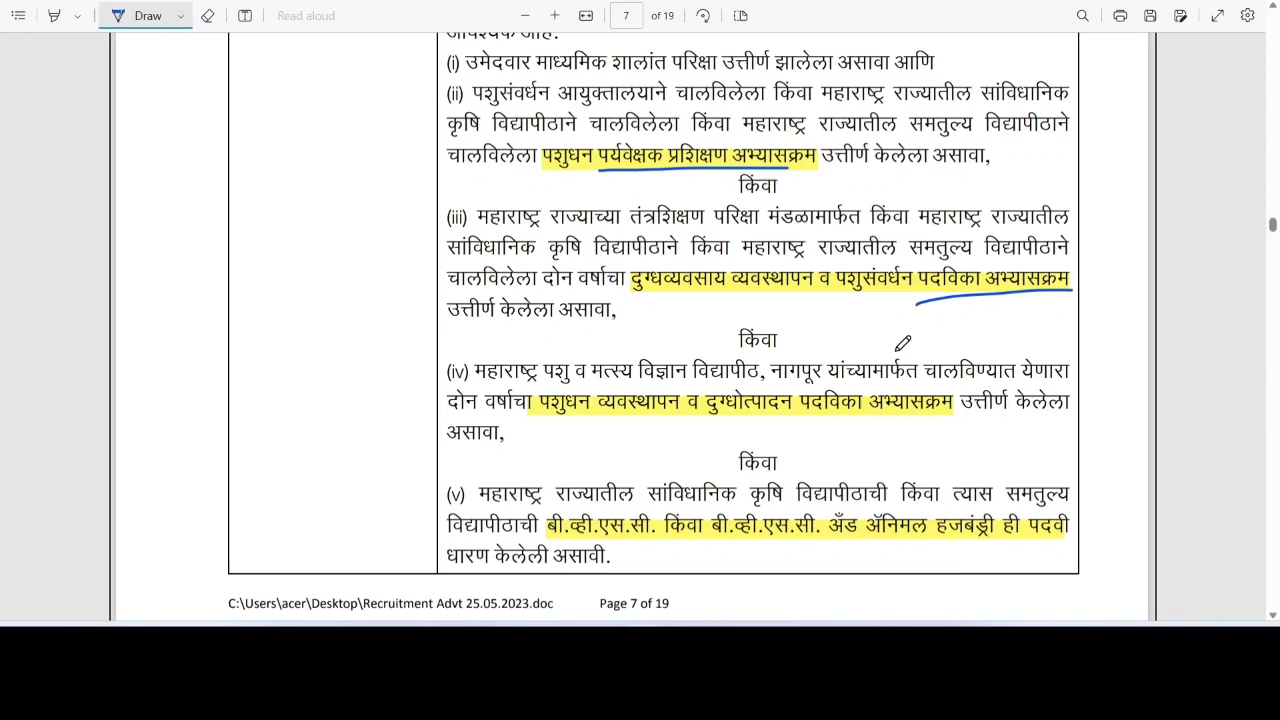 Draw
Read aloud
7 of 19
आवश्यक आहे.
(i) उमेदवार माध्यमिक शालांत परिक्षा उत्तीर्ण झालेला असावा आणि
(ii) पशुसंवर्धन आयुक्तालयाने चालविलेला किंवा महाराष्ट्र राज्यातील सांविधानिक
कृषि विद्यापीठाने चालविलेला किंवा महाराष्ट्र राज्यातील समतुल्य विद्यापीठाने
चालविलेला पशुधन पर्यवेक्षक प्रशिक्षण अभ्यासक्रम उत्तीर्ण केलेला असावा,
किंवा
(iii) महाराष्ट्र राज्याच्या तंत्रशिक्षण परिक्षा मंडळामार्फत किंवा महाराष्ट्र राज्यातील
सांविधानिक कृषि विद्यापीठाने किंवा महाराष्ट्र राज्यातील समतुल्य विद्यापीठाने
चालविलेला दोन वर्षाचा दुग्धव्यवसाय व्यवस्थापन व पशुसंवर्धन पदविका अभ्यासक्रम
उत्तीर्ण केलेला असावा,
किंवा
(iv) महाराष्ट्र पशु व मत्स्य विज्ञान विद्यापीठ, नागपूर यांच्यामार्फत चालविण्यात येणारा
दोन वर्षाचा पशुधन व्यवस्थापन व दुग्धोत्पादन पदविका अभ्यासक्रम उत्तीर्ण केलेला
असावा,
किंवा
(v) महाराष्ट्र राज्यातील सांविधानिक कृषि विद्यापीठाची किंवा त्यास समतुल्य
विद्यापीठाची बी.व्ही.एस.सी. किंवा बी.व्ही.एस.सी. अँड ॲनिमल हजबंड्री ही पदवी
धारण केलेली असावी.
C:\Users\acer\Desktop\Recruitment Advt 25.05.2023.doc Page 7 of 19